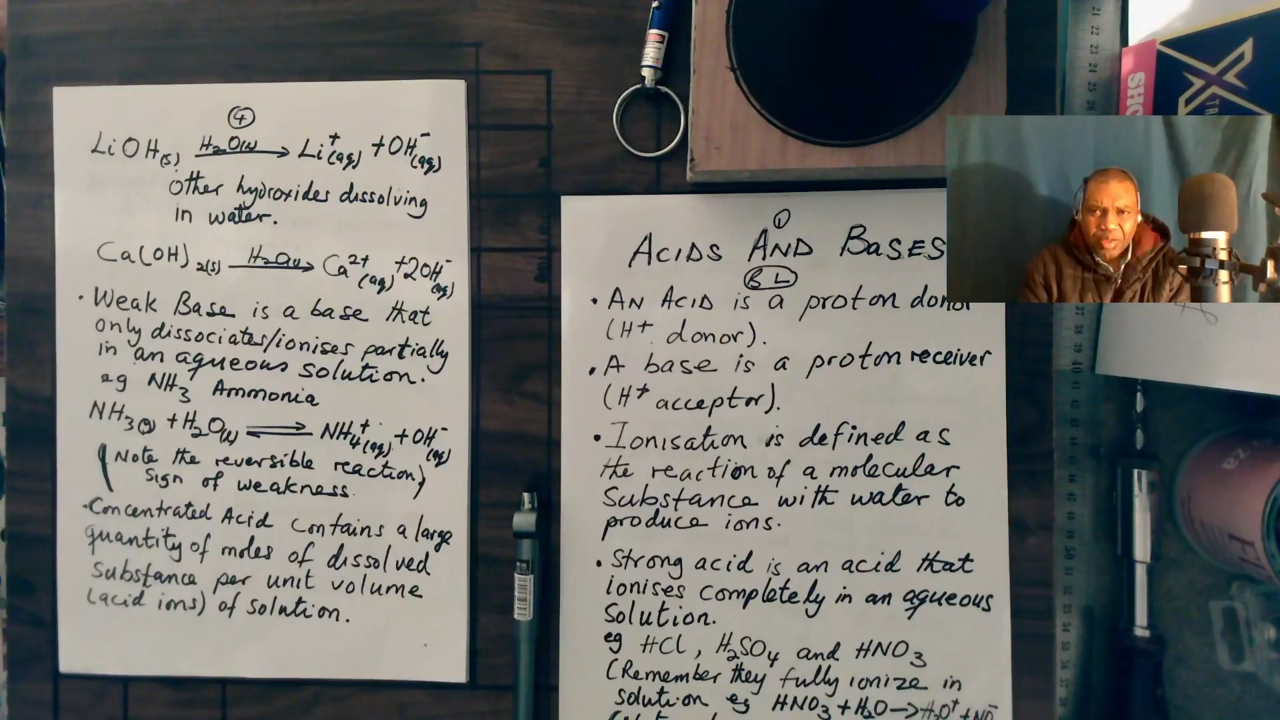 ④
LiOH(s) H₂O(l)→ Li⁺(aq) + OH⁻(aq)
Other hydroxides dissolving
in water.
Ca(OH)₂(s) H₂O(l)→ Ca²⁺(aq) + 2OH⁻(aq)
• Weak Base is a base that
only dissociates/ionises partially
in an aqueous solution.
eg NH₃ Ammonia
NH₃(g) + H₂O(l) ⇌ NH₄⁺(aq) + OH⁻(aq)
(Note the reversible reaction)
Sign of weakness.
• Concentrated Acid contains a large
quantity of moles of dissolved
Substance per unit volume
(acid ions) of solution.
①
ACIDS AND BASES
BL
• AN ACID is a proton donor
(H⁺ donor).
• A base is a proton receiver
(H⁺ acceptor).
• Ionisation is defined as
the reaction of a molecular
Substance with water to
produce ions.
• Strong acid is an acid that
ionises completely in an aqueous
solution.
eg HCl, H₂SO₄ and HNO₃
(Remember they fully ionize in
solution eg HNO₃ + H₂O → H₃O⁺ + NO₃⁻
SHO
X
TR